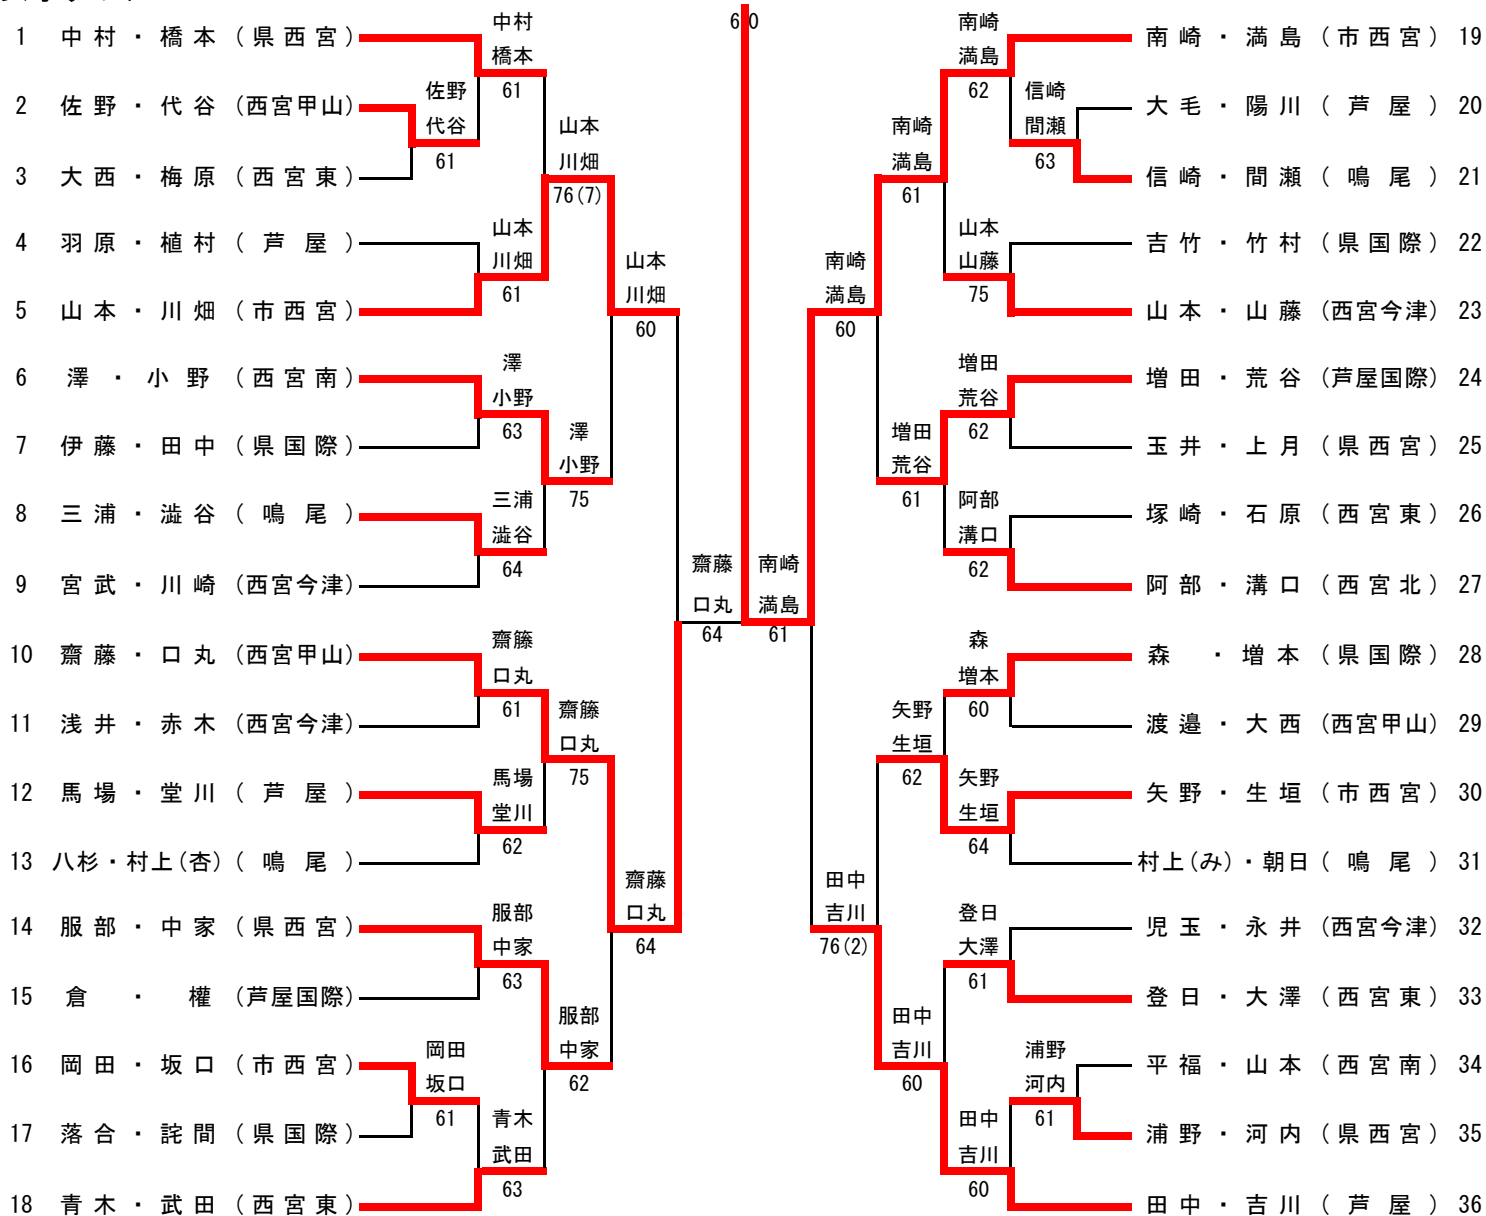 1 中村・橋本 (県西宮)
2 佐野・代谷 (西宮甲山)
3 大西・梅原 (西宮東)
4 羽原・植村 (芦屋)
5 山本・川畑 (市西宮)
6 澤・小野 (西宮南)
7 伊藤・田中 (県国際)
8 三浦・澁谷 (鳴尾)
9 宮武・川崎 (西宮今津)
10 齋藤・口丸 (西宮甲山)
11 浅井・赤木 (西宮今津)
12 馬場・堂川 (芦屋)
13 八杉・村上(杏) (鳴尾)
14 服部・中家 (県西宮)
15 倉・權 (芦屋国際)
16 岡田・坂口 (市西宮)
17 落合・詫間 (県国際)
18 青木・武田 (西宮東)
佐野
代谷
61
岡田
坂口
61
中村
橋本
61
山本
川畑
61
澤
小野
63
三浦
澁谷
64
齋籐
口丸
61
馬場
堂川
62
服部
中家
63
青木
武田
63
山本
川畑
76(7)
澤
小野
75
齋籐
口丸
75
服部
中家
62
山本
川畑
60
齋藤
口丸
64
齋藤
口丸
64
南崎
満島
61
南崎
満島
60
田中
吉川
76(2)
南崎
満島
61
増田
荒谷
61
矢野
生垣
62
田中
吉川
60
南崎
満島
62
山本
山藤
75
増田
荒谷
62
阿部
溝口
62
森
増本
60
矢野
生垣
64
登日
大澤
61
田中
吉川
60
信崎
間瀬
63
浦野
河内
61
南崎・満島 (市西宮) 19
大毛・陽川 (芦屋) 20
信崎・間瀬 (鳴尾) 21
吉竹・竹村 (県国際) 22
山本・山藤 (西宮今津) 23
増田・荒谷 (芦屋国際) 24
玉井・上月 (県西宮) 25
塚崎・石原 (西宮東) 26
阿部・溝口 (西宮北) 27
森・増本 (県国際) 28
渡邉・大西 (西宮甲山) 29
矢野・生垣 (市西宮) 30
村上(み)・朝日 (鳴尾) 31
児玉・永井 (西宮今津) 32
登日・大澤 (西宮東) 33
平福・山本 (西宮南) 34
浦野・河内 (県西宮) 35
田中・吉川 (芦屋) 36